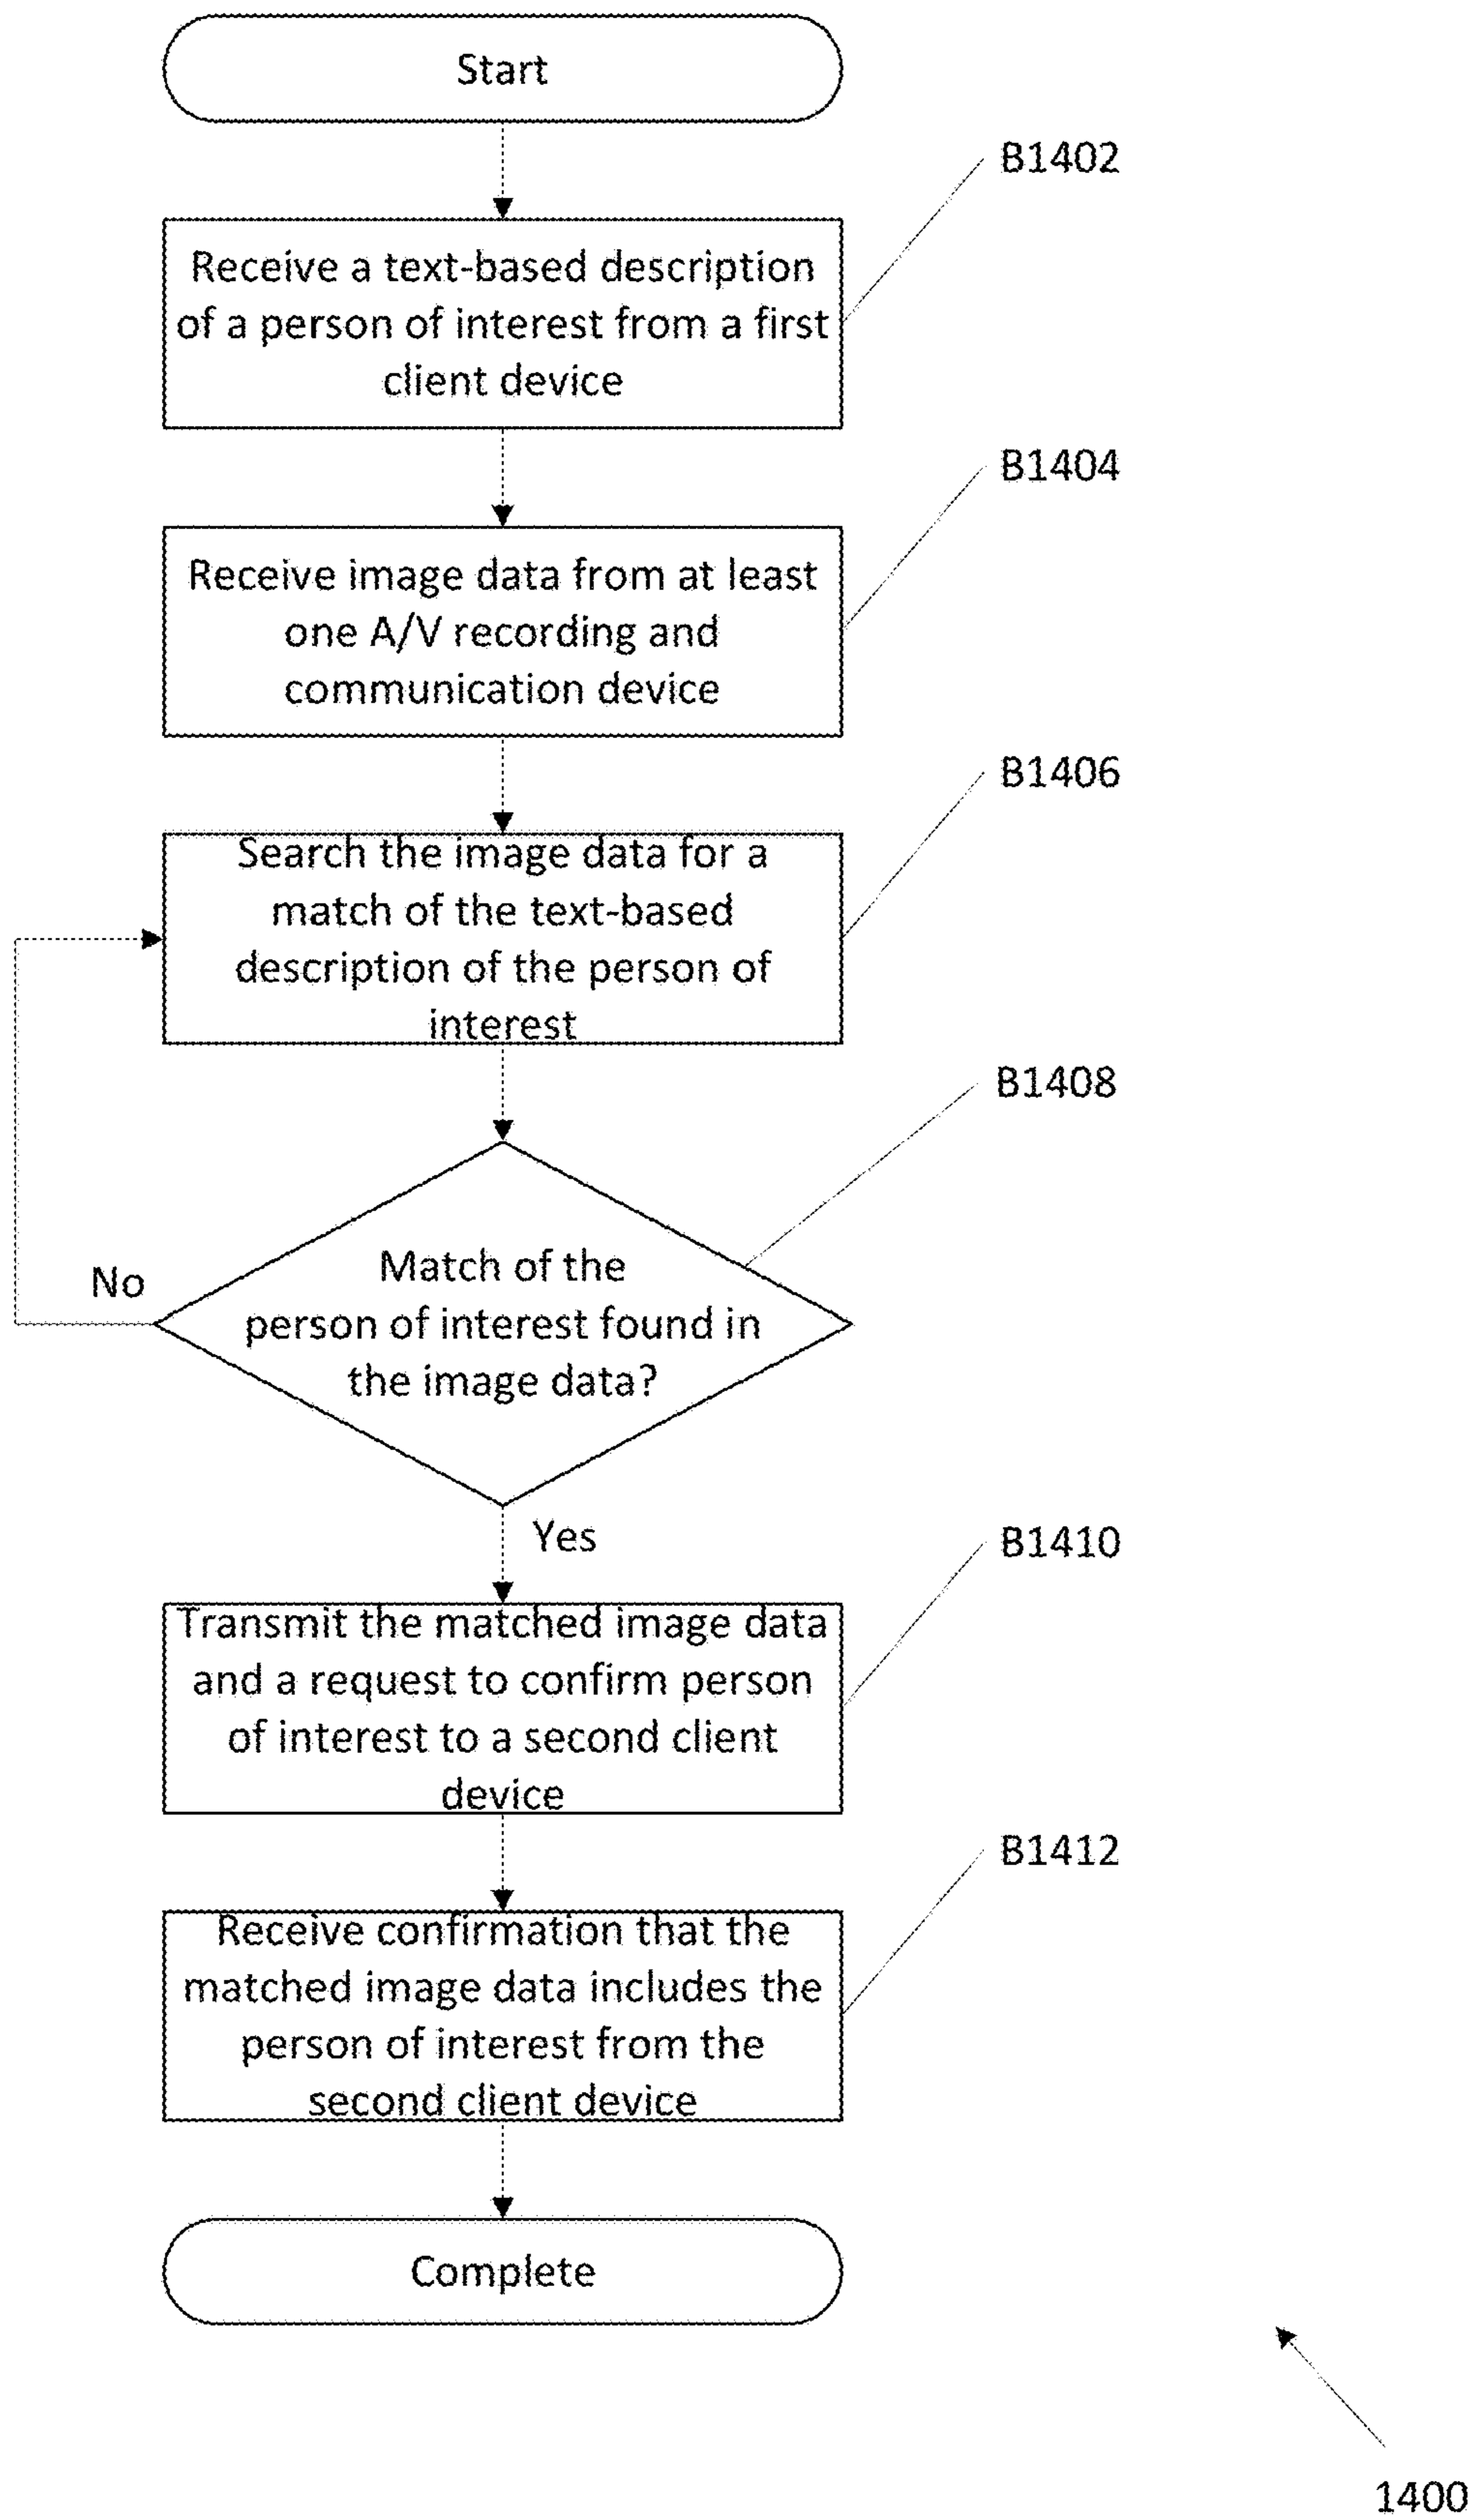 Start
B1402
Receive a text-based description
of a person of interest from a first
client device
B1404
Receive image data from at least
one A/V recording and
communication device
B1406
Search the image data for a
match of the text-based
description of the person of
interest
B1408
Match of the
person of interest found in
the image data?
No
Yes
B1410
Transmit the matched image data
and a request to confirm person
of interest to a second client
device
B1412
Receive confirmation that the
matched image data includes the
person of interest from the
second client device
Complete
1400